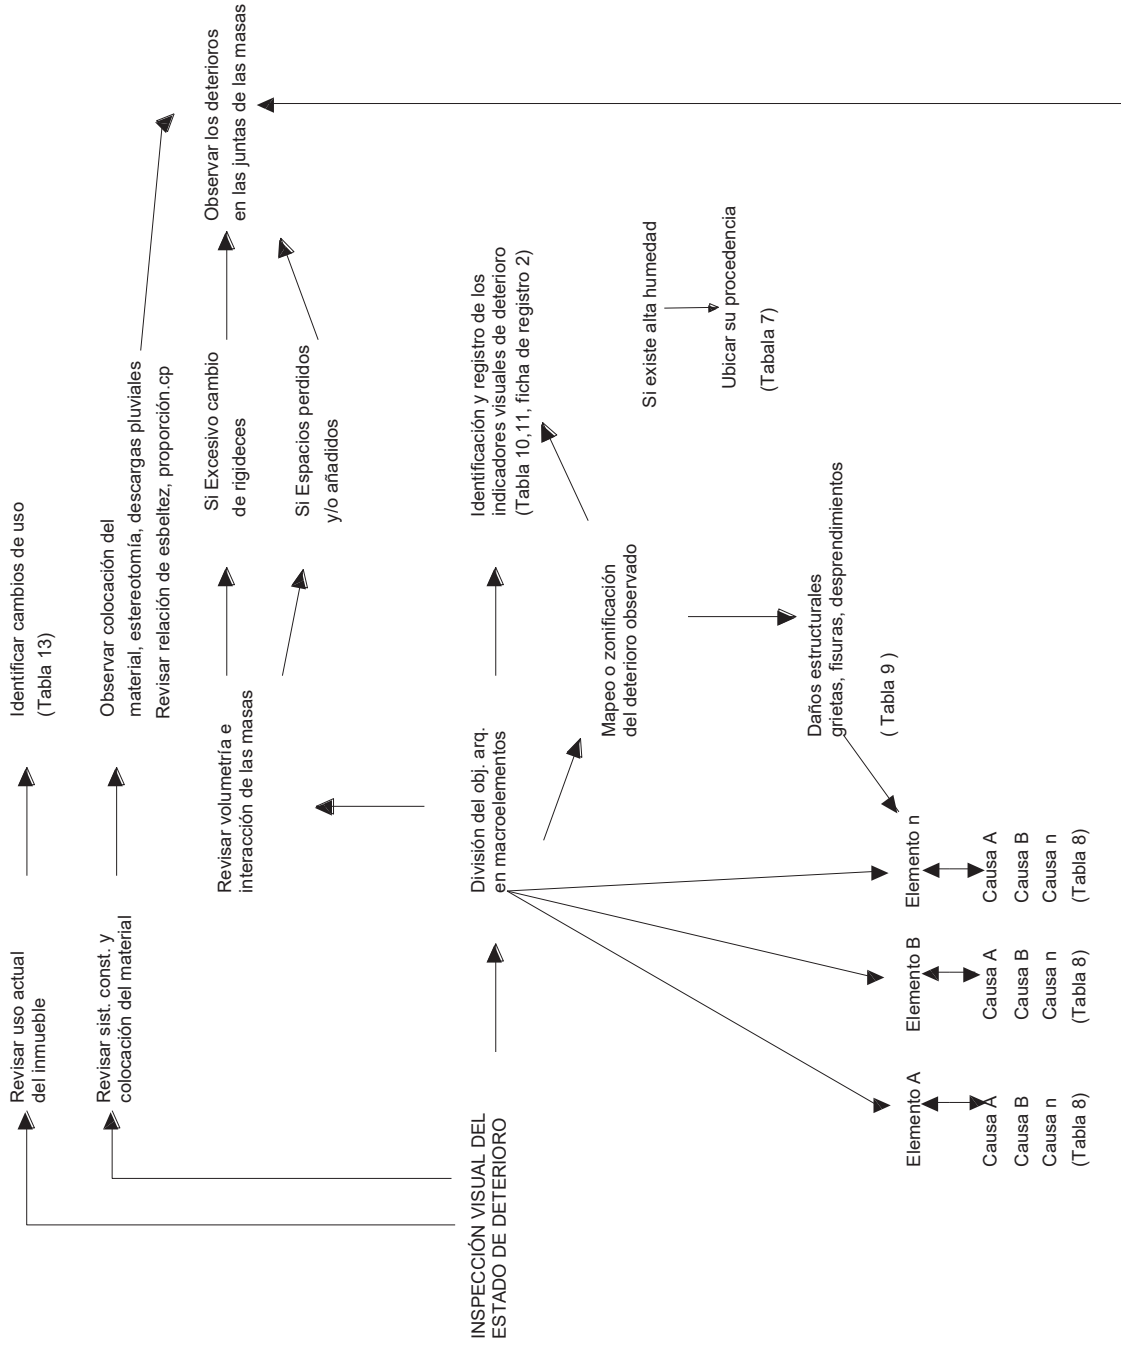 INSPECCIÓN VISUAL DEL
ESTADO DE DETERIORO
Revisar uso actual
del inmueble
Identificar cambios de uso
(Tabla 13)
Revisar sist. const. y
colocación del material
Observar colocación del
material, estereotomía, descargas pluviales
Revisar relación de esbeltez, proporción.cp
Revisar volumetría e
interacción de las masas
Si Excesivo cambio
de rigideces
Si Espacios perdidos
y/o añadidos
Observar los deterioros
en las juntas de las masas
División del obj. arq.
en macroelementos
Identificación y registro de los
indicadores visuales de deterioro
(Tabla 10,11, ficha de registro 2)
Mapeo o zonificación
del deterioro observado
Si existe alta humedad
Ubicar su procedencia
(Tabala 7)
Daños estructurales
grietas, fisuras, desprendimientos
( Tabla 9 )
Elemento A
Causa A
Causa B
Causa n
(Tabla 8)
Elemento B
Causa A
Causa B
Causa n
(Tabla 8)
Elemento n
Causa A
Causa B
Causa n
(Tabla 8)